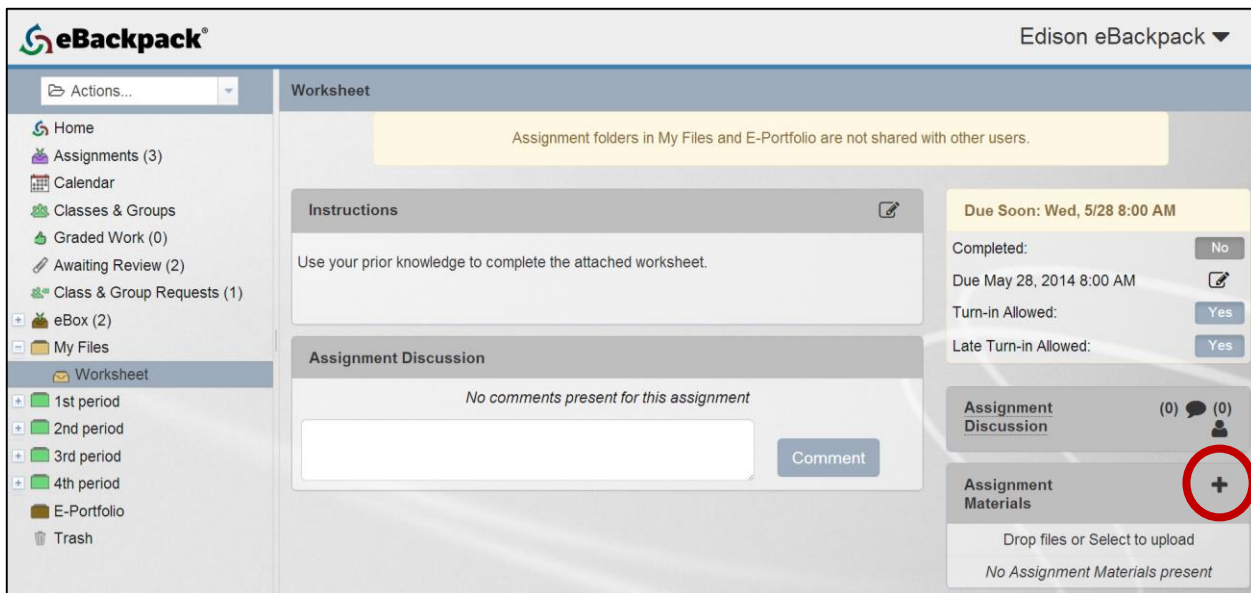 eBackpack®
Edison eBackpack
Actions...
Home
Assignments (3)
Calendar
Classes & Groups
Graded Work (0)
Awaiting Review (2)
Class & Group Requests (1)
eBox (2)
My Files
Worksheet
1st period
2nd period
3rd period
4th period
E-Portfolio
Trash
Worksheet
Assignment folders in My Files and E-Portfolio are not shared with other users.
Instructions
Use your prior knowledge to complete the attached worksheet.
Assignment Discussion
No comments present for this assignment
Comment
Due Soon: Wed, 5/28 8:00 AM
Completed: No
Due May 28, 2014 8:00 AM
Turn-in Allowed: Yes
Late Turn-in Allowed: Yes
Assignment (0) (0)
Discussion
Assignment
Materials
Drop files or Select to upload
No Assignment Materials present